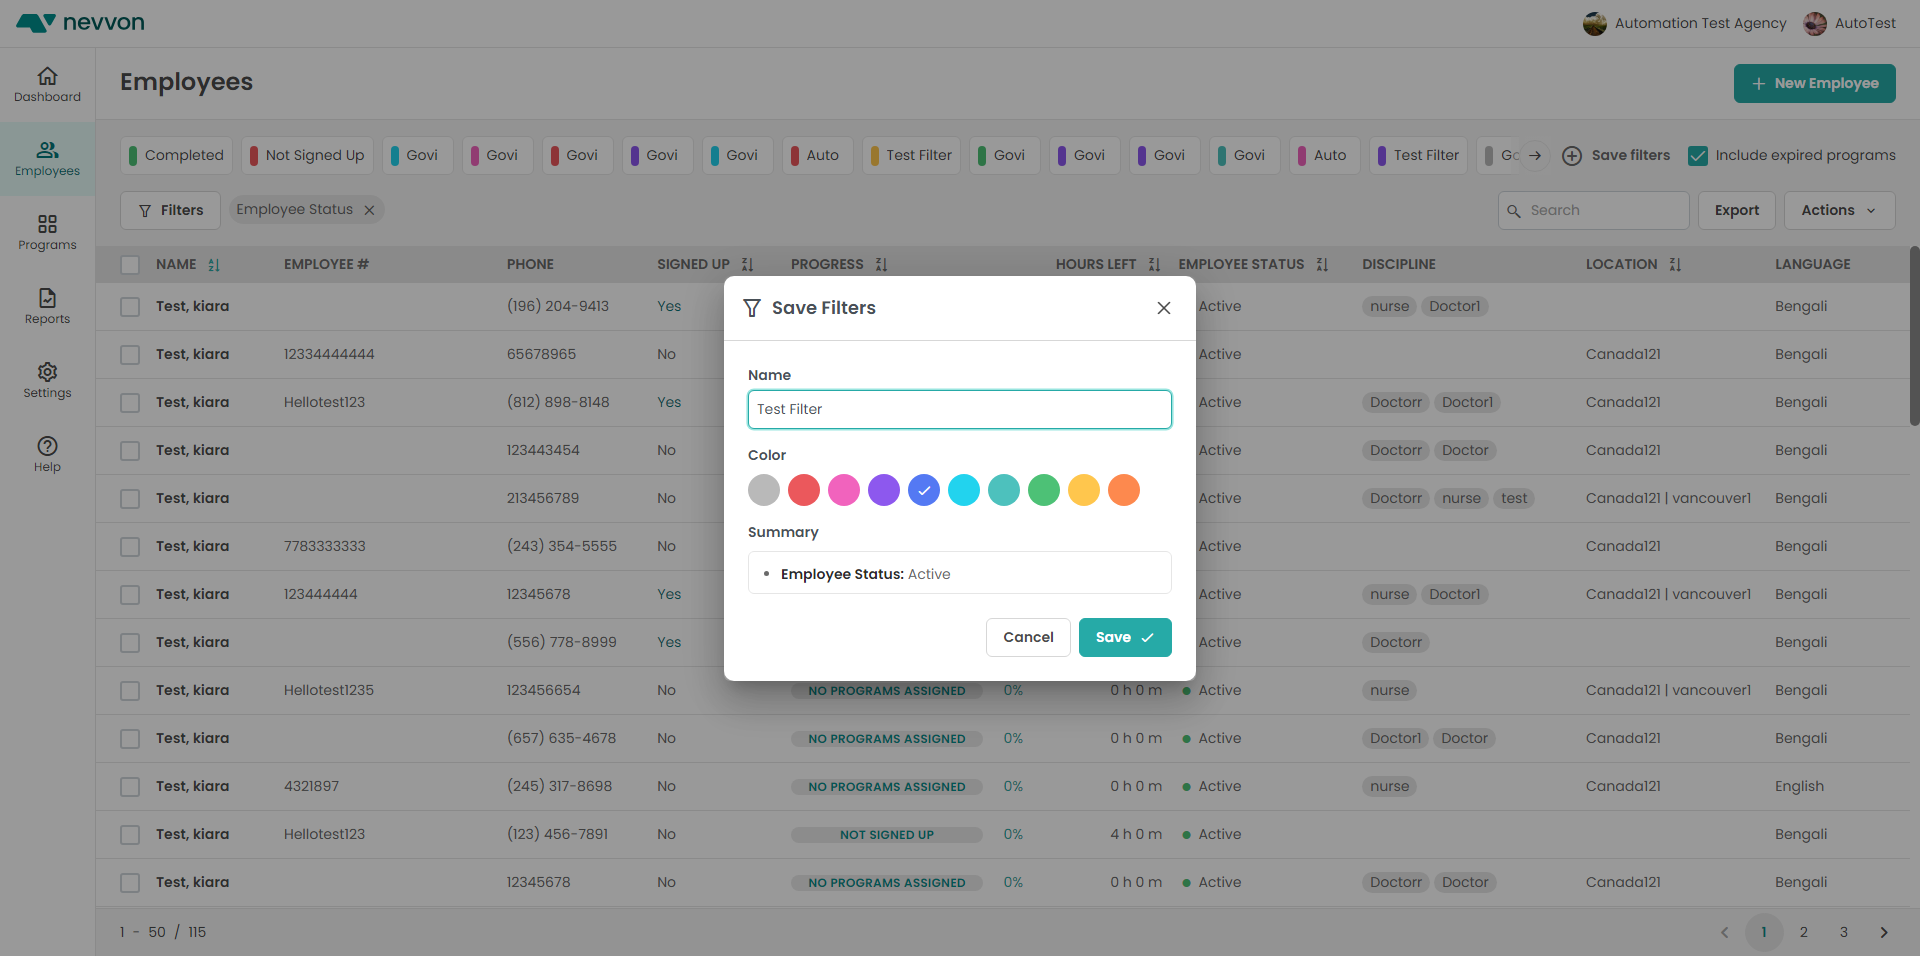 nevvon
Automation Test Agency
AutoTest
Dashboard
Employees
Programs
Reports
Settings
Help
Employees
New Employee
Completed
Not Signed Up
Govi
Govi
Govi
Govi
Govi
Auto
Test Filter
Govi
Govi
Govi
Govi
Auto
Test Filter
Save filters
Include expired programs
Filters
Employee Status
Search
Export
Actions
NAME EMPLOYEE # PHONE SIGNED UP PROGRESS HOURS LEFT EMPLOYEE STATUS DISCIPLINE LOCATION LANGUAGE
Test, kiara (196) 204-9413 Yes Active nurse Doctor1 Bengali
Test, kiara 12334444444 65678965 No Active Canada121 Bengali
Test, kiara Hellotest123 (812) 898-8148 Yes Active Doctorr Doctor1 Canada121 Bengali
Test, kiara 123443454 No Active Doctorr Doctor Canada121 Bengali
Test, kiara 213456789 No Active Doctorr nurse test Canada121 | vancouver1 Bengali
Test, kiara 7783333333 (243) 354-5555 No Active Canada121 Bengali
Test, kiara 123444444 12345678 Yes Active nurse Doctor1 Canada121 | vancouver1 Bengali
Test, kiara (556) 778-8999 Yes Active Doctorr Bengali
Test, kiara Hellotest1235 123456654 No NO PROGRAMS ASSIGNED 0% 0 h 0 m Active nurse Canada121 | vancouver1 Bengali
Test, kiara (657) 635-4678 No NO PROGRAMS ASSIGNED 0% 0 h 0 m Active Doctor1 Doctor Canada121 Bengali
Test, kiara 4321897 (245) 317-8698 No NO PROGRAMS ASSIGNED 0% 0 h 0 m Active nurse Canada121 English
Test, kiara Hellotest123 (123) 456-7891 No NOT SIGNED UP 0% 4 h 0 m Active Bengali
Test, kiara 12345678 No NO PROGRAMS ASSIGNED 0% 0 h 0 m Active Doctorr Doctor Canada121 Bengali
1 - 50 / 115
1 2 3
Save Filters
Name
Test Filter
Color
Summary
• Employee Status: Active
Cancel
Save